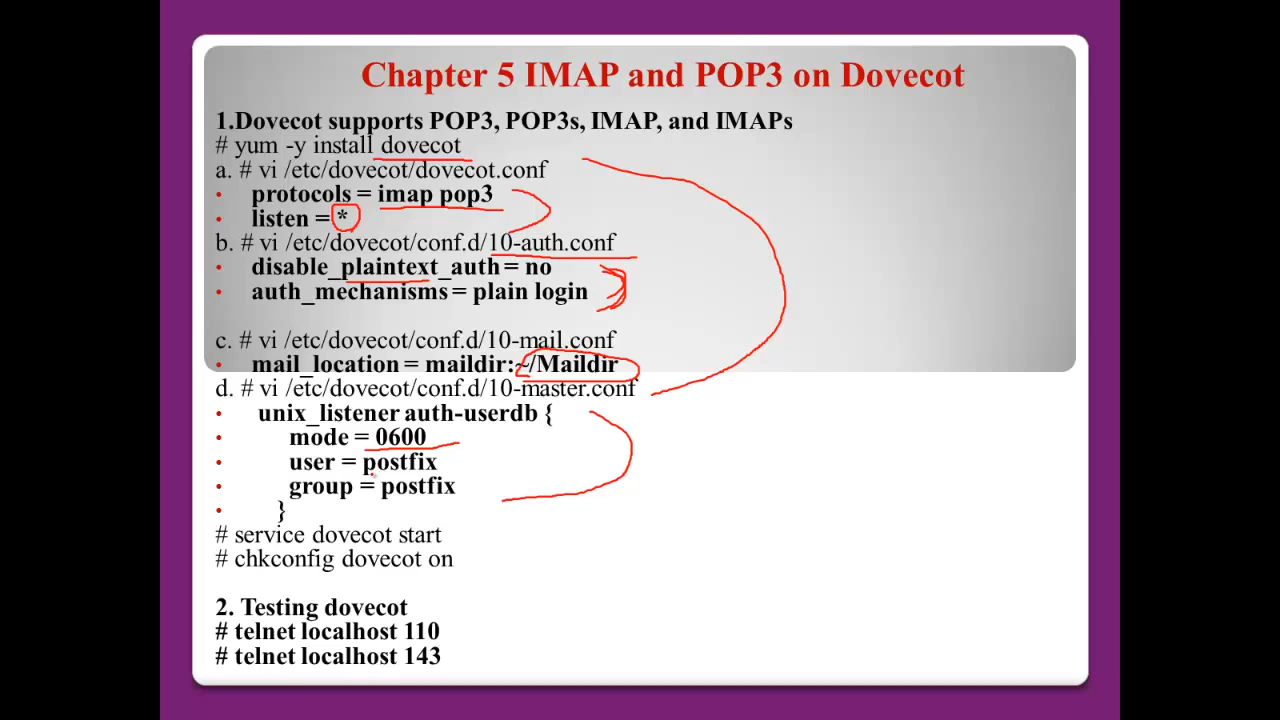 Chapter 5 IMAP and POP3 on Dovecot
1.Dovecot supports POP3, POP3s, IMAP, and IMAPs
# yum -y install dovecot
a. # vi /etc/dovecot/dovecot.conf
• protocols = imap pop3
• listen = *
b. # vi /etc/dovecot/conf.d/10-auth.conf
• disable_plaintext_auth = no
• auth_mechanisms = plain login
c. # vi /etc/dovecot/conf.d/10-mail.conf
• mail_location = maildir:~/Maildir
d. # vi /etc/dovecot/conf.d/10-master.conf
• unix_listener auth-userdb {
• mode = 0600
• user = postfix
• group = postfix
• }
# service dovecot start
# chkconfig dovecot on
2. Testing dovecot
# telnet localhost 110
# telnet localhost 143